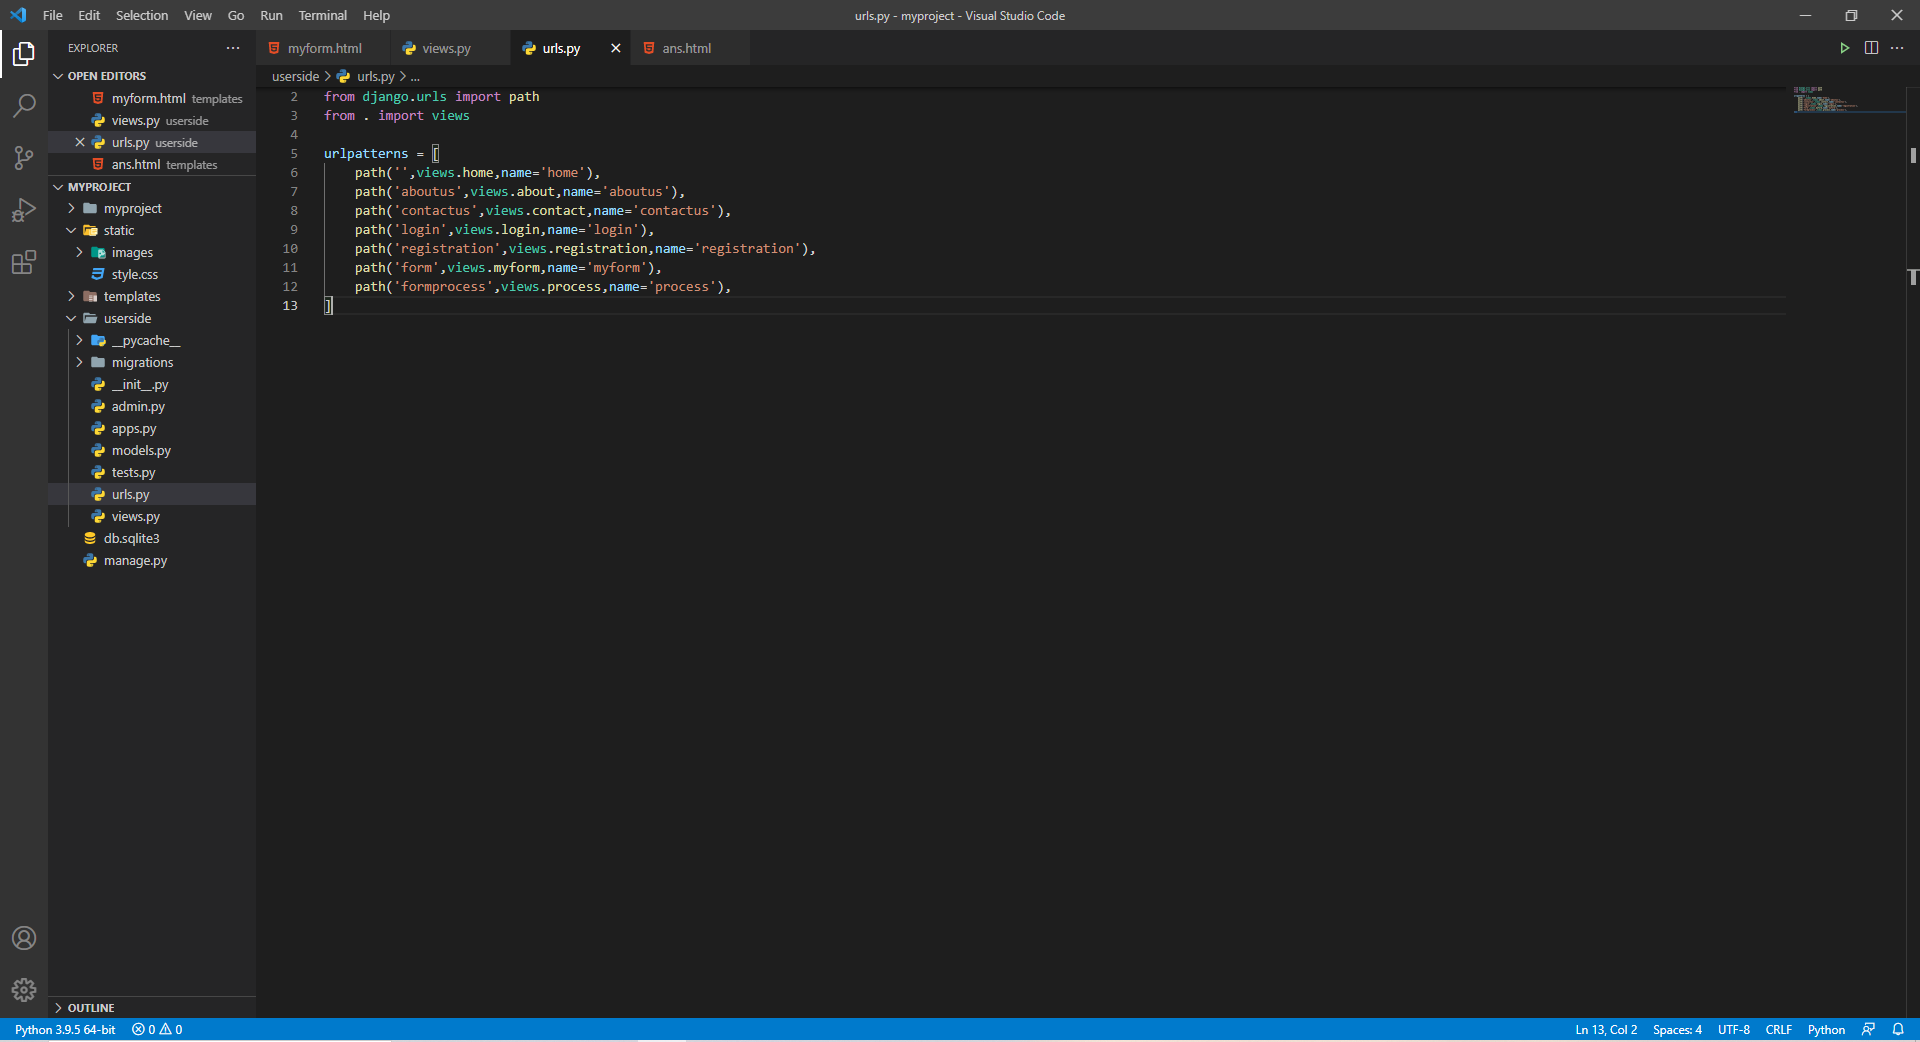 File Edit Selection View Go Run Terminal Help
urls.py - myproject - Visual Studio Code
EXPLORER
OPEN EDITORS
myform.html templates
views.py userside
urls.py userside
ans.html templates
MYPROJECT
myproject
static
images
style.css
templates
userside
__pycache__
migrations
__init__.py
admin.py
apps.py
models.py
tests.py
urls.py
views.py
db.sqlite3
manage.py
OUTLINE
myform.html views.py urls.py ans.html
userside > urls.py > ...
2 from django.urls import path
3 from . import views
4
5 urlpatterns = [
6     path('',views.home,name='home'),
7     path('aboutus',views.about,name='aboutus'),
8     path('contactus',views.contact,name='contactus'),
9     path('login',views.login,name='login'),
10     path('registration',views.registration,name='registration'),
11     path('form',views.myform,name='myform'),
12     path('formprocess',views.process,name='process'),
13 ]
Python 3.9.5 64-bit 0 0 Ln 13, Col 2 Spaces: 4 UTF-8 CRLF Python